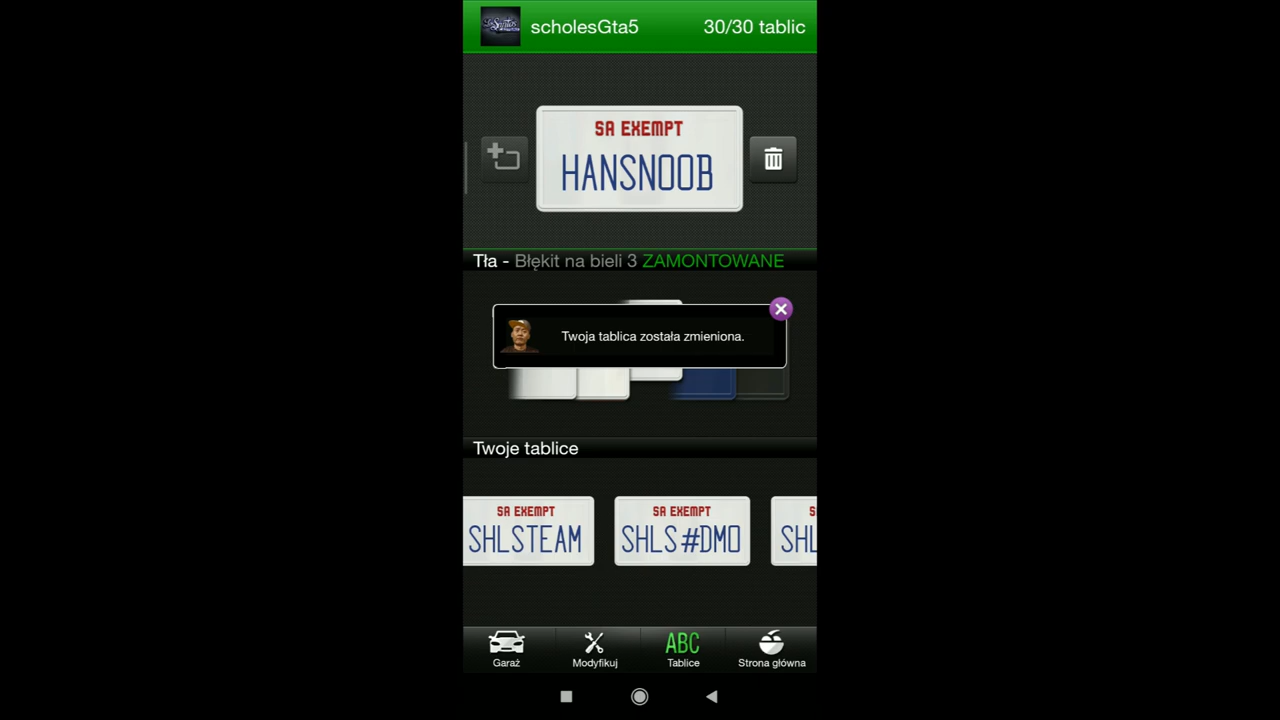 scholesGta5 30/30 tablic
SA EXEMPT
HANSNOOB
Tła - Błękit na bieli 3 ZAMONTOWANE
Twoja tablica została zmieniona.
Twoje tablice
SA EXEMPT
SHLSTEAM
SA EXEMPT
SHLS#DMO
S
SHL
Garaż
Modyfikuj
ABC
Tablice
Strona główna